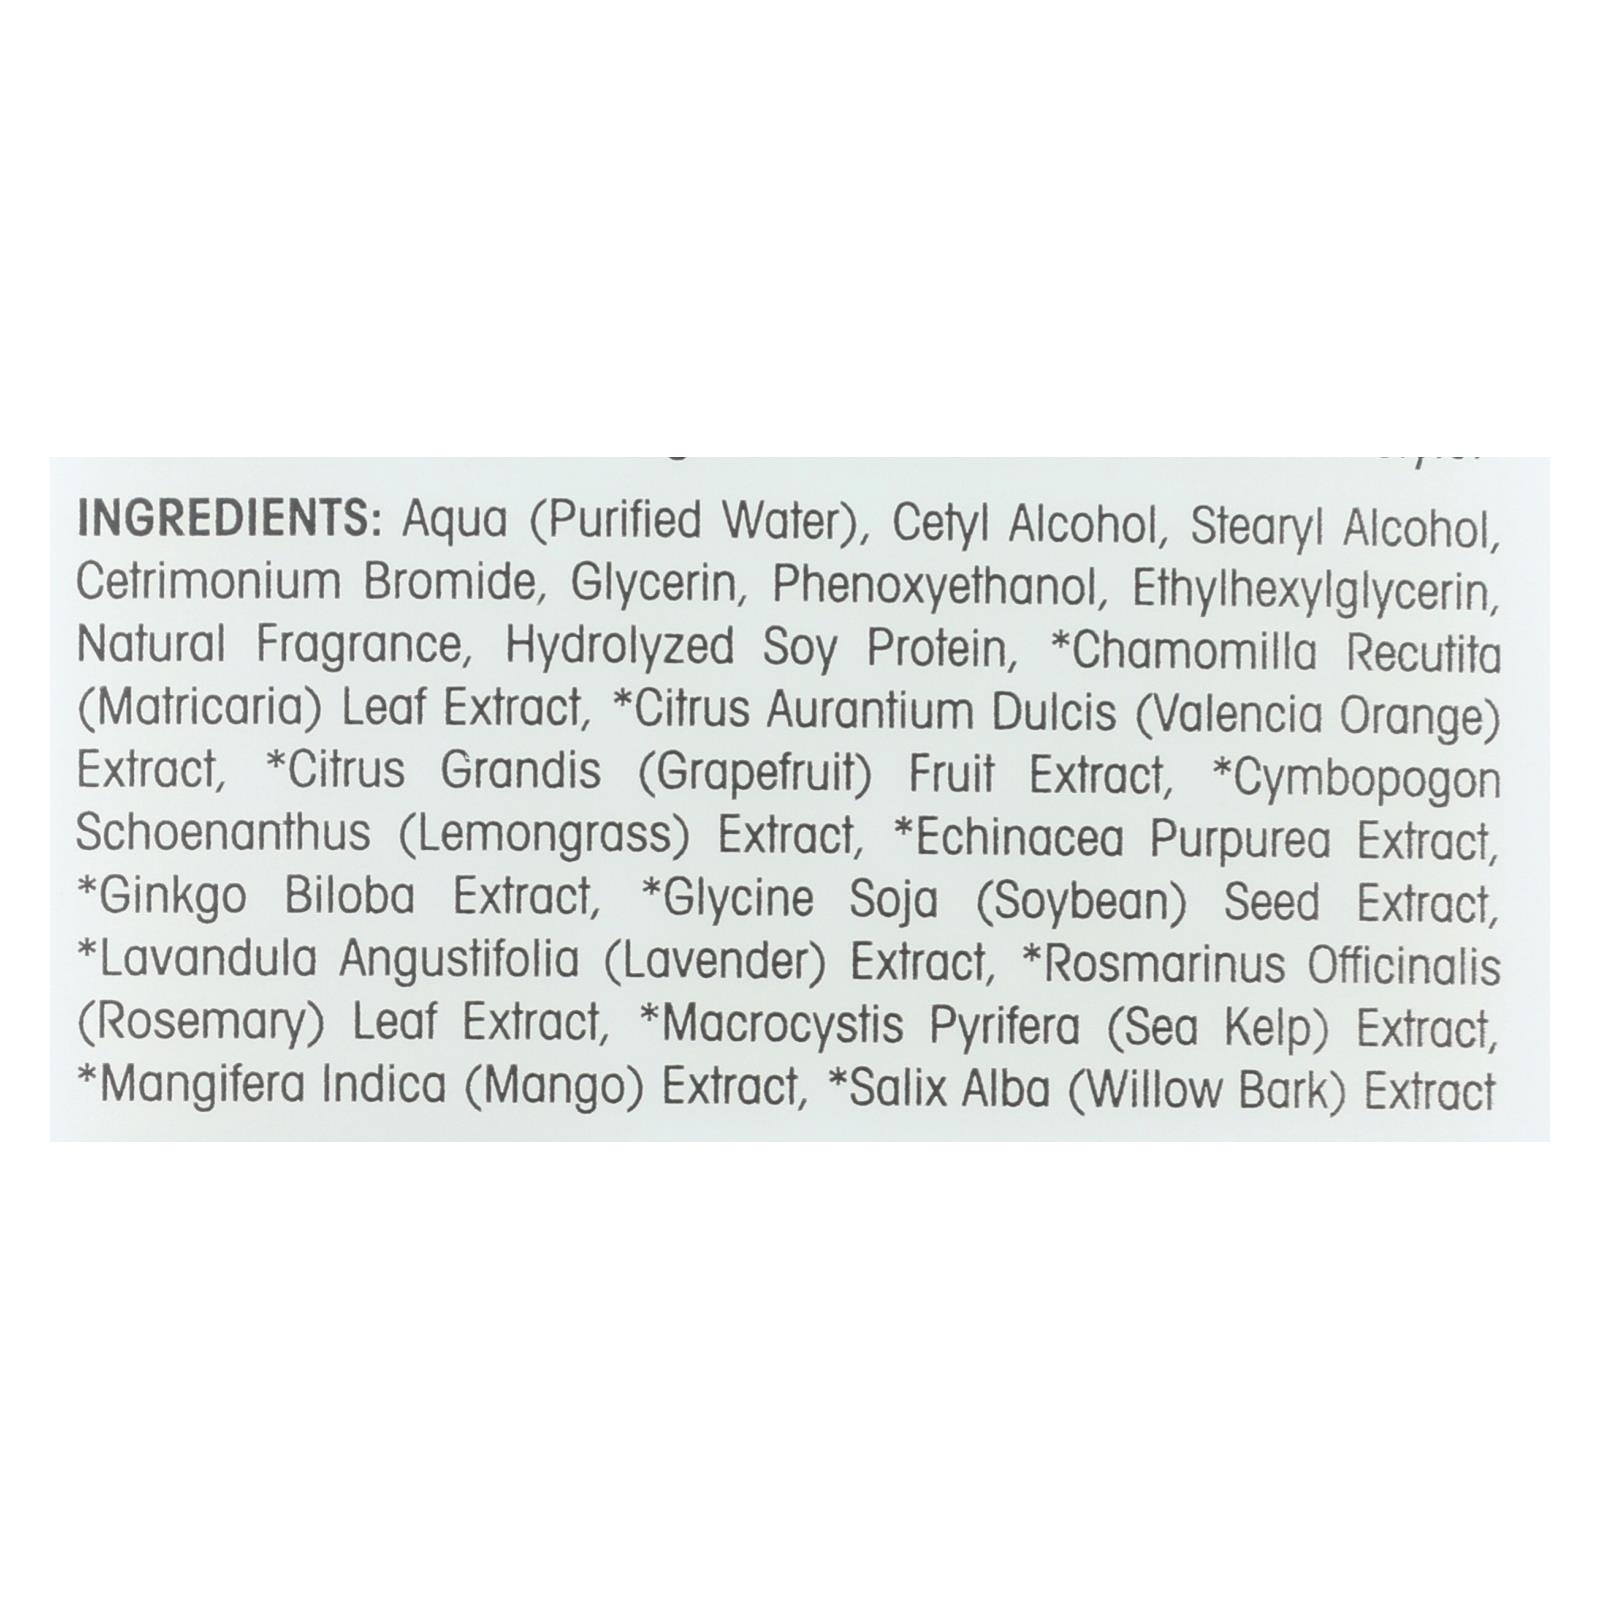 INGREDIENTS: Aqua (Purified Water), Cetyl Alcohol, Stearyl Alcohol,
Cetrimonium Bromide, Glycerin, Phenoxyethanol, Ethylhexylglycerin,
Natural Fragrance, Hydrolyzed Soy Protein, *Chamomilla Recutita
(Matricaria) Leaf Extract, *Citrus Aurantium Dulcis (Valencia Orange)
Extract, *Citrus Grandis (Grapefruit) Fruit Extract, *Cymbopogon
Schoenanthus (Lemongrass) Extract, *Echinacea Purpurea Extract,
*Ginkgo Biloba Extract, *Glycine Soja (Soybean) Seed Extract,
*Lavandula Angustifolia (Lavender) Extract, *Rosmarinus Officinalis
(Rosemary) Leaf Extract, *Macrocystis Pyrifera (Sea Kelp) Extract,
*Mangifera Indica (Mango) Extract, *Salix Alba (Willow Bark) Extract